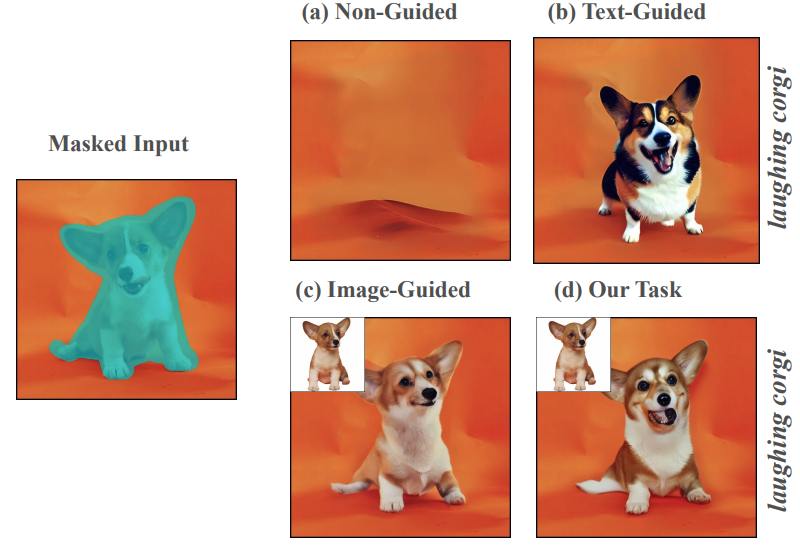 (a) Non-Guided
(b) Text-Guided
Masked Input
laughing corgi
(c) Image-Guided
(d) Our Task
laughing corgi